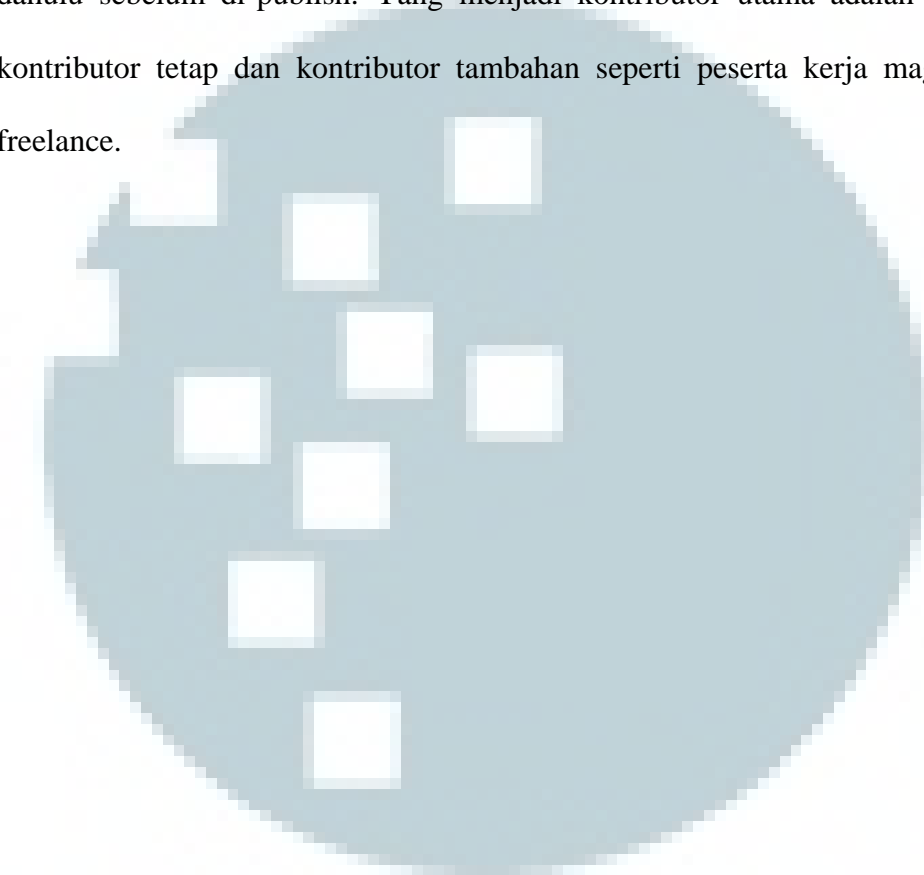 dahulu sebelum di-publish. Yang menjadi kontributor utama adalah
kontributor tetap dan kontributor tambahan seperti peserta kerja
freelance.